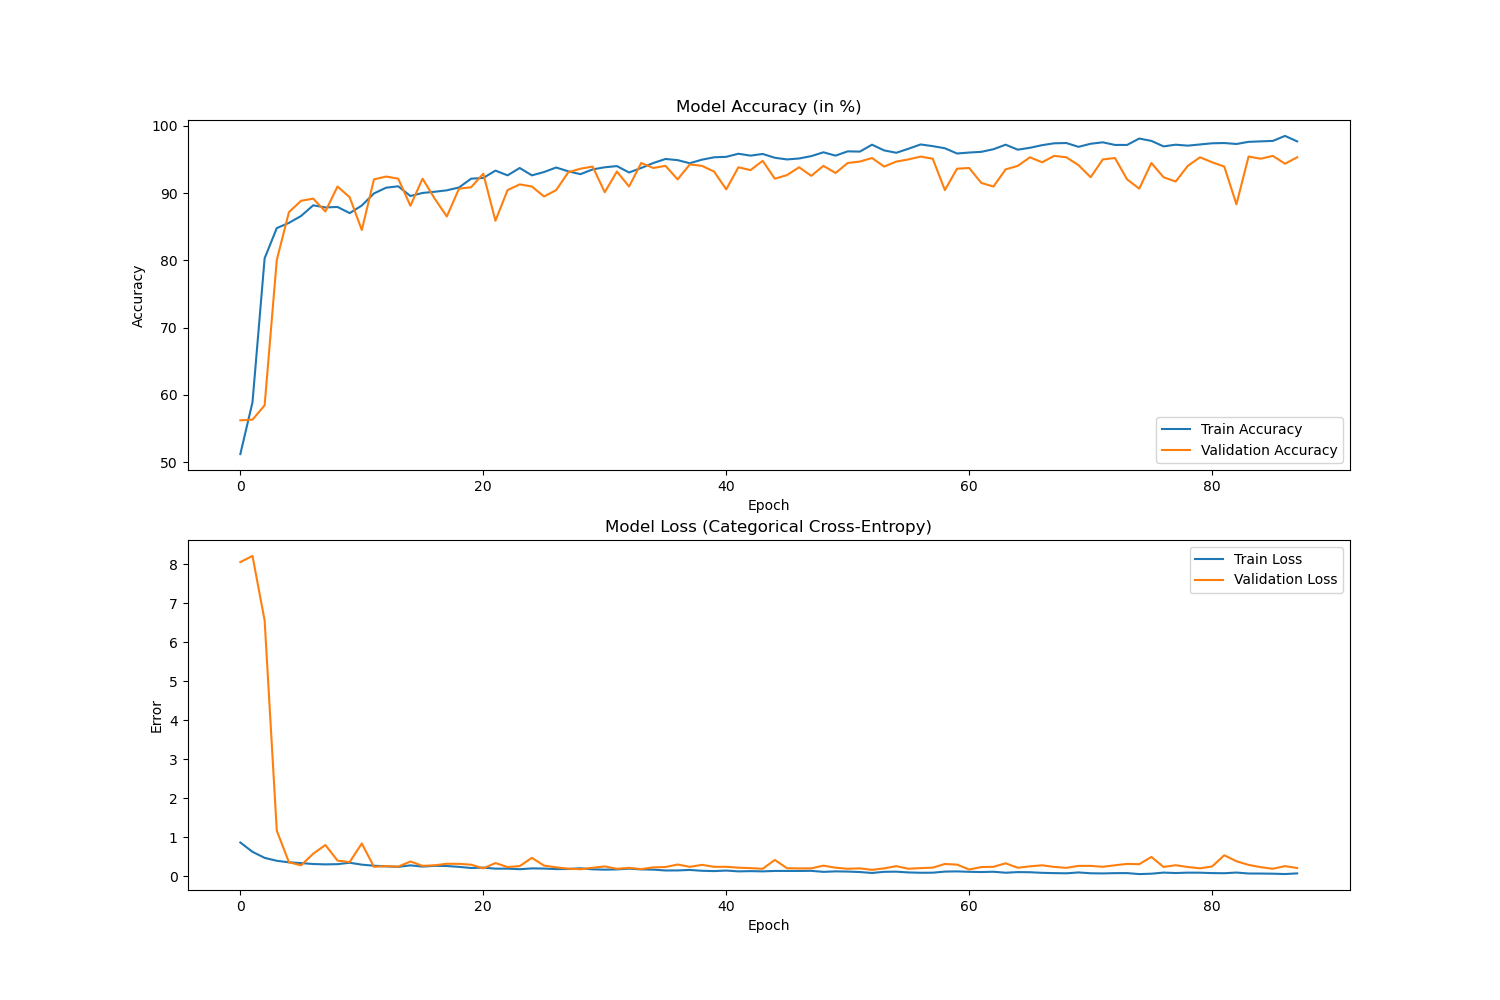 Model Accuracy (in %)
100
90
80
70
60
50
Accuracy
Train Accuracy
Validation Accuracy
0 20 40 60 80
Epoch
Model Loss (Categorical Cross-Entropy)
8
7
6
5
4
3
2
1
0
Error
Train Loss
Validation Loss
0 20 40 60 80
Epoch